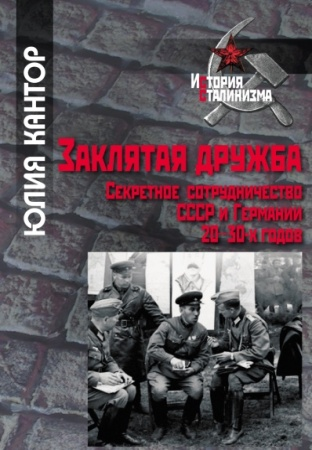 История
Сталинизма
Юлия Кантор
Заклятая дружба
Секретное сотрудничество
СССР и Германии
20–30-х годов